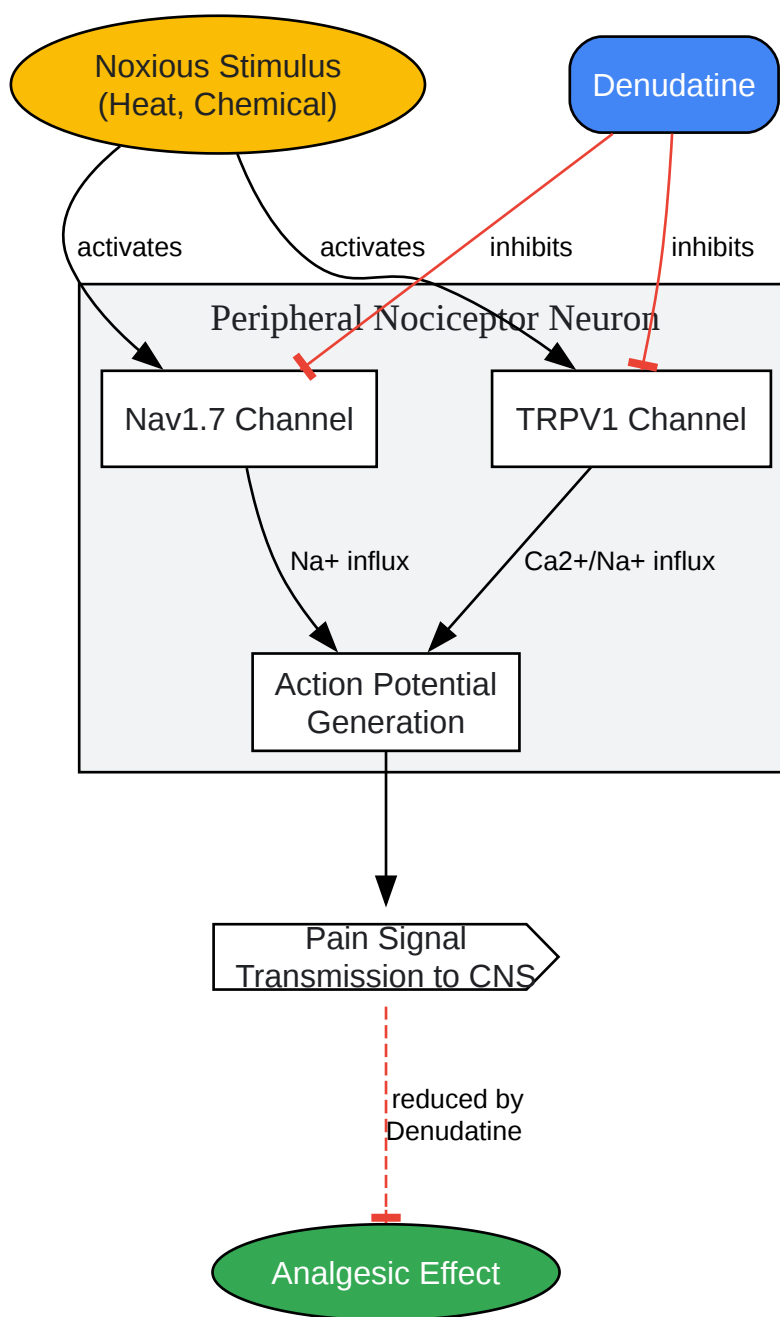 Noxious Stimulus
(Heat, Chemical)
Denudatine
activates
activates
inhibits
inhibits
Peripheral Nociceptor Neuron
Nav1.7 Channel
TRPV1 Channel
Na+ influx
Ca2+/Na+ influx
Action Potential
Generation
Pain Signal
Transmission to CNS
reduced by
Denudatine
Analgesic Effect